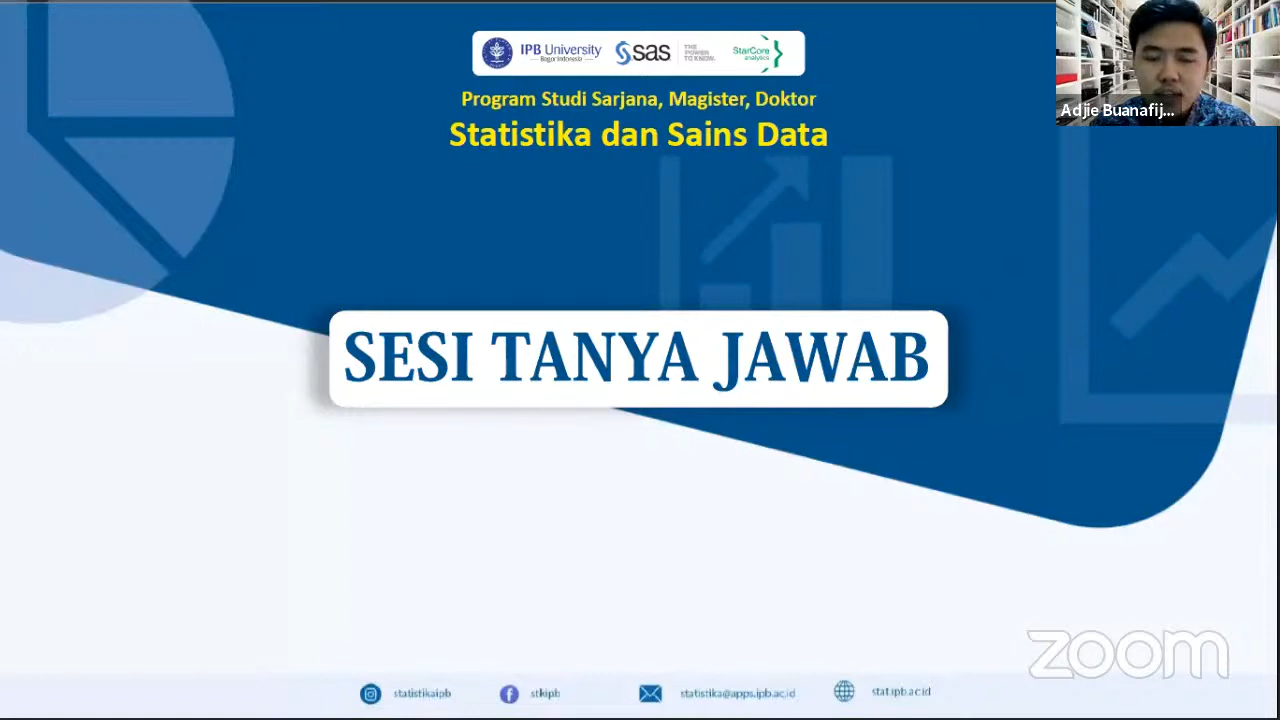 IPB University
Bogor Indonesia
sas
THE
POWER
TO KNOW.
StarCore
analytics
Adjie Buanafij...
Program Studi Sarjana, Magister, Doktor
Statistika dan Sains Data
SESI TANYA JAWAB
zoom
statistikaipb
stkipb
statistika@apps.ipb.ac.id
stat.ipb.ac.id